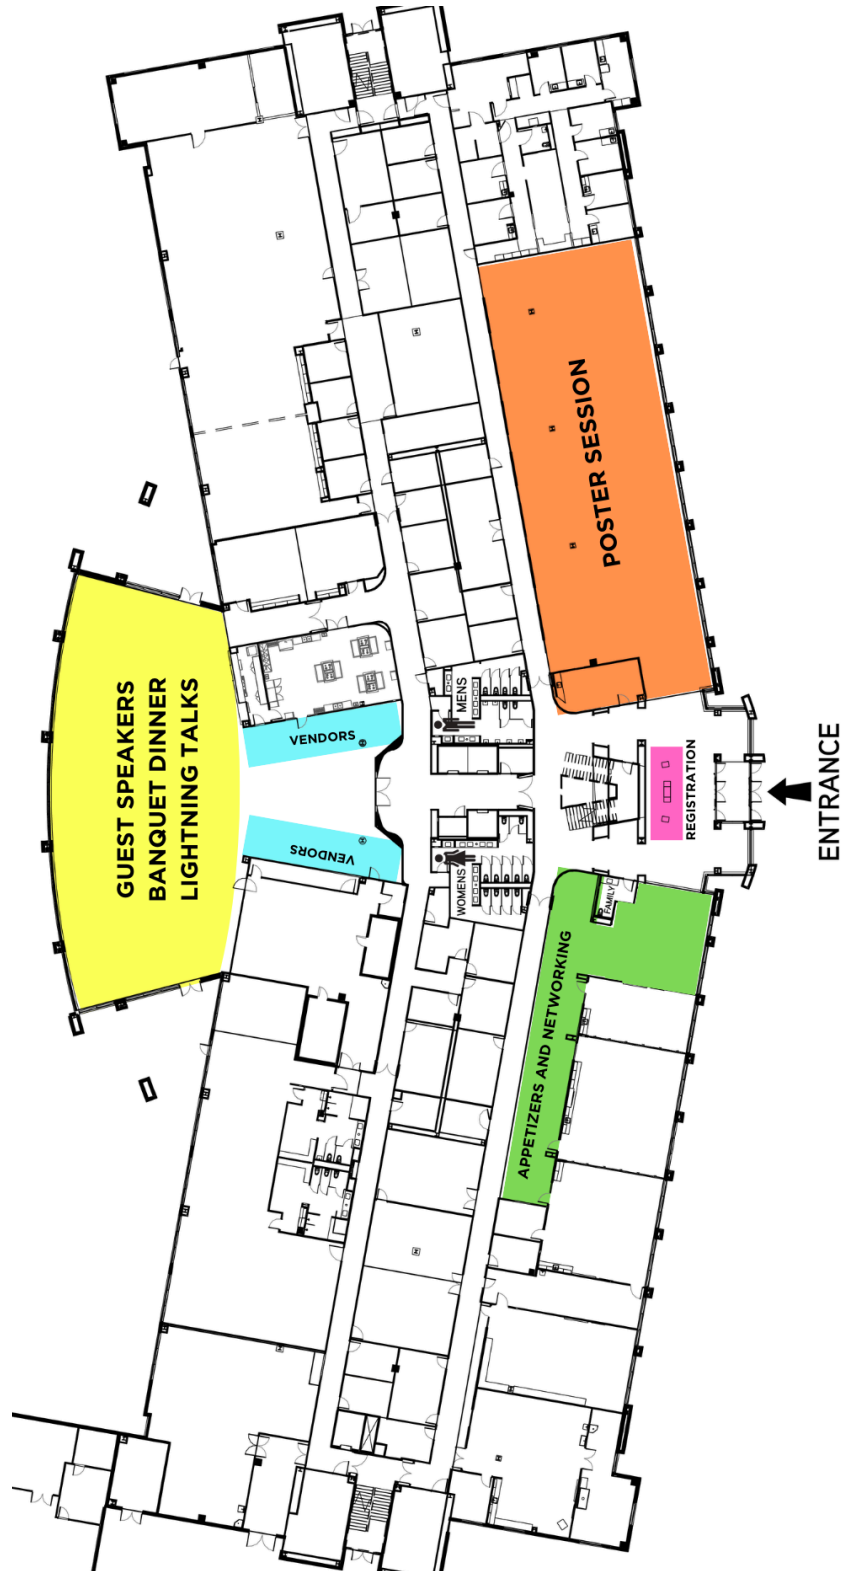 POSTER SESSION
GUEST SPEAKERS
BANQUET DINNER
LIGHTNING TALKS
VENDORS
VENDORS
MENS
WOMENS
REGISTRATION
ENTRANCE
FAMILY
APPETIZERS AND NETWORKING